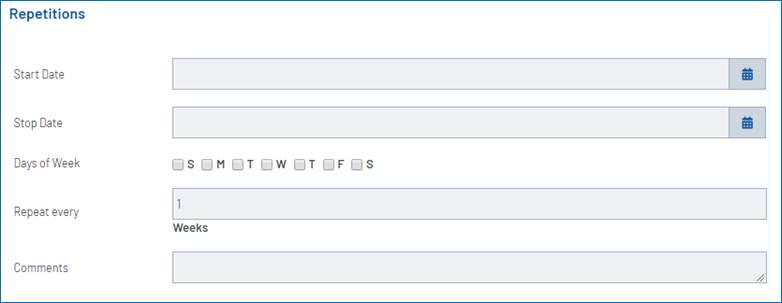 Repetitions
Start Date
Stop Date
Days of Week S M T W T F S
Repeat every 1
Weeks
Comments